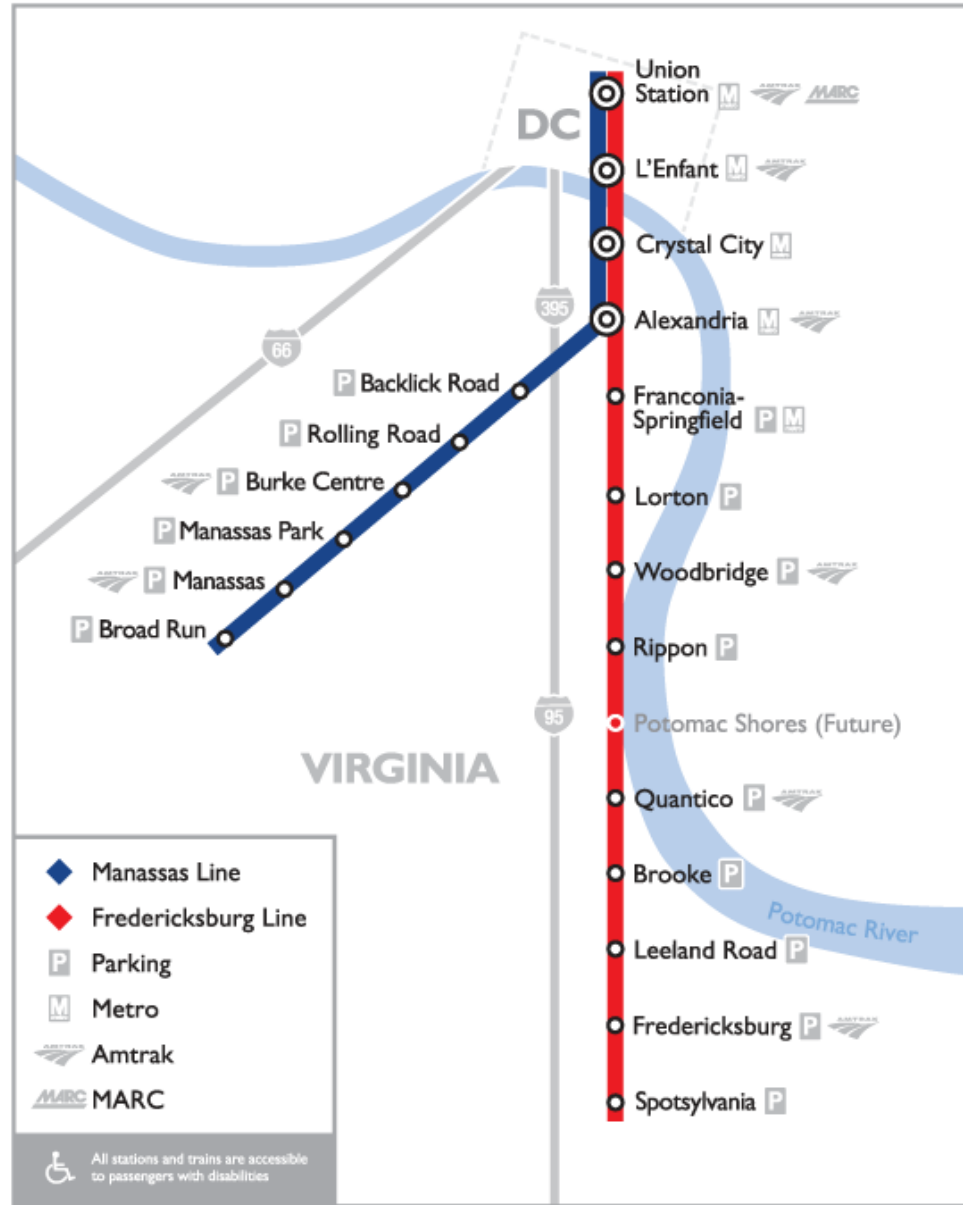 Union
Station M AMTRAK MARC
DC
L'Enfant M AMTRAK
Crystal City M
395
Alexandria M AMTRAK
66
P Backlick Road
Franconia-
Springfield P M
P Rolling Road
AMTRAK P Burke Centre
Lorton P
P Manassas Park
Woodbridge P AMTRAK
AMTRAK P Manassas
P Broad Run
Rippon P
95
Potomac Shores (Future)
VIRGINIA
Quantico P AMTRAK
Manassas Line
Brooke P
Fredericksburg Line
Potomac River
P Parking
Leeland Road P
M Metro
Fredericksburg P AMTRAK
AMTRAK Amtrak
MARC MARC
Spotsylvania P
All stations and trains are accessible
to passengers with disabilities